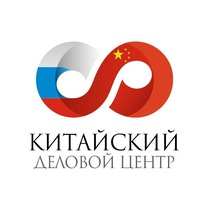 КИТАЙСКИЙ
ДЕЛОВОЙ ЦЕНТР